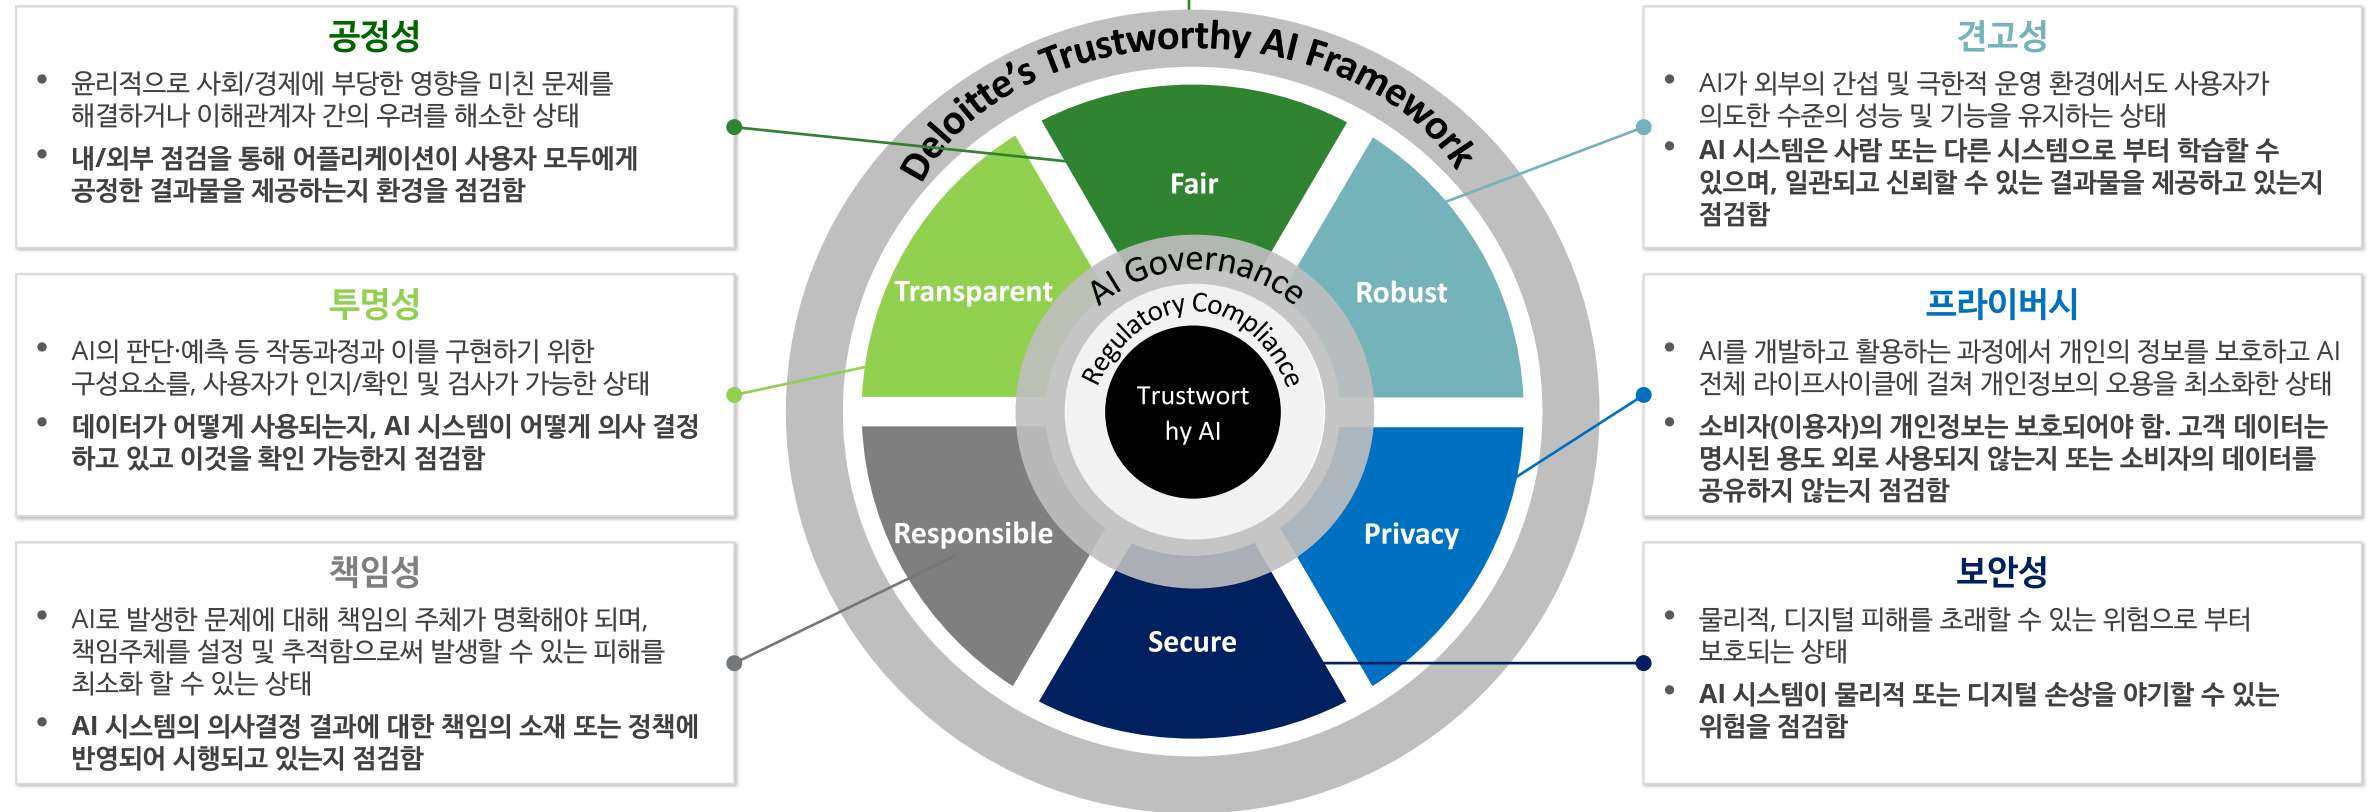 공정성
• 윤리적으로 사회/경제에 부당한 영향을 미친 문제를
해결하거나 이해관계자 간의 우려를 해소한 상태
• 내/외부 점검을 통해 어플리케이션이 사용자 모두에게
공정한 결과물을 제공하는지 환경을 점검함
투명성
• AI의 판단·예측 등 작동과정과 이를 구현하기 위한
구성요소를, 사용자가 인지/확인 및 검사가 가능한 상태
• 데이터가 어떻게 사용되는지, AI 시스템이 어떻게 의사 결정
하고 있고 이것을 확인 가능한지 점검함
책임성
• AI로 발생한 문제에 대해 책임의 주체가 명확해야 되며,
책임주체를 설정 및 추적함으로써 발생할 수 있는 피해를
최소화 할 수 있는 상태
• AI 시스템의 의사결정 결과에 대한 책임의 소재 또는 정책에
반영되어 시행되고 있는지 점검함
Deloitte’s Trustworthy AI Framework
Fair
Transparent
Robust
AI Governance
Regulatory Compliance
Trustwort
hy AI
Responsible
Privacy
Secure
견고성
• AI가 외부의 간섭 및 극한적 운영 환경에서도 사용자가
의도한 수준의 성능 및 기능을 유지하는 상태
• AI 시스템은 사람 또는 다른 시스템으로 부터 학습할 수
있으며, 일관되고 신뢰할 수 있는 결과물을 제공하고 있는지
점검함
프라이버시
• AI를 개발하고 활용하는 과정에서 개인의 정보를 보호하고 AI
전체 라이프사이클에 걸쳐 개인정보의 오용을 최소화한 상태
• 소비자(이용자)의 개인정보는 보호되어야 함. 고객 데이터는
명시된 용도 외로 사용되지 않는지 또는 소비자의 데이터를
공유하지 않는지 점검함
보안성
• 물리적, 디지털 피해를 초래할 수 있는 위험으로 부터
보호되는 상태
• AI 시스템이 물리적 또는 디지털 손상을 야기할 수 있는
위험을 점검함